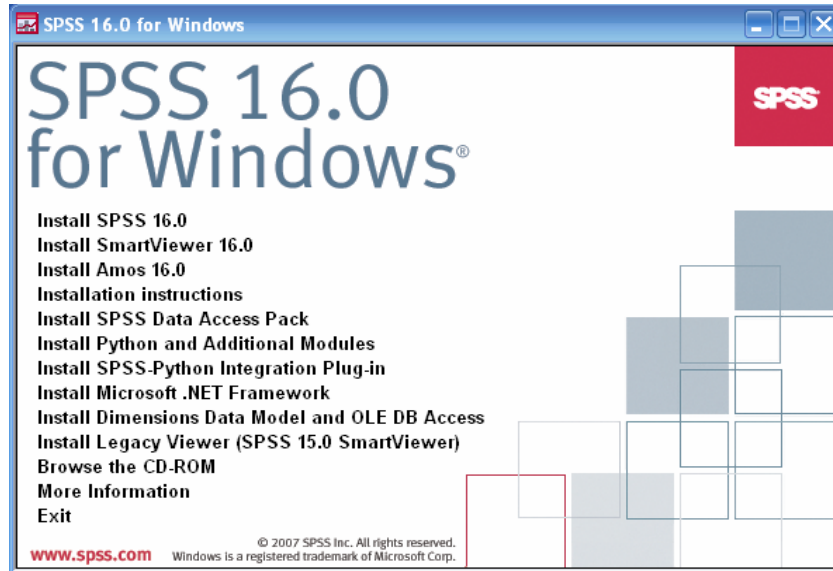 SPSS 16.0 for Windows
SPSS 16.0
for Windows®
SPSS
Install SPSS 16.0
Install SmartViewer 16.0
Install Amos 16.0
Installation instructions
Install SPSS Data Access Pack
Install Python and Additional Modules
Install SPSS-Python Integration Plug-in
Install Microsoft .NET Framework
Install Dimensions Data Model and OLE DB Access
Install Legacy Viewer (SPSS 15.0 SmartViewer)
Browse the CD-ROM
More Information
Exit
© 2007 SPSS Inc. All rights reserved.
www.spss.com Windows is a registered trademark of Microsoft Corp.